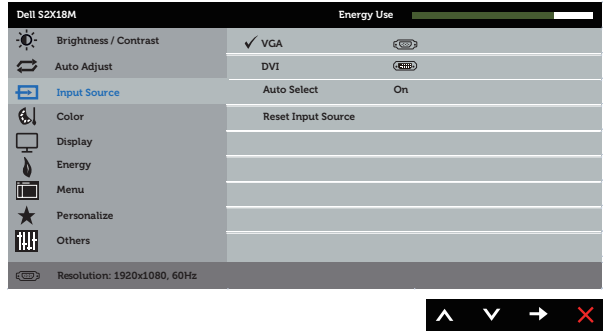 Dell S2X18M Energy Use
Brightness / Contrast
Auto Adjust
Input Source
Color
Display
Energy
Menu
Personalize
Others
VGA
DVI
Auto Select On
Reset Input Source
Resolution: 1920x1080, 60Hz